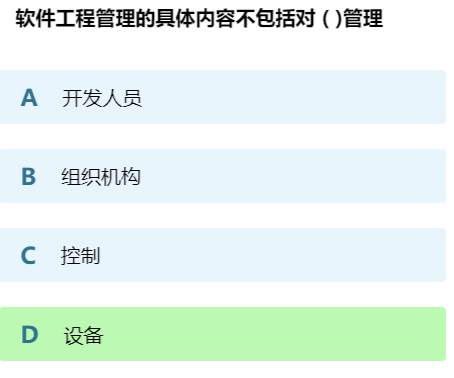 软件工程管理的具体内容不包括对 ( )管理
A 开发人员
B 组织机构
C 控制
D 设备